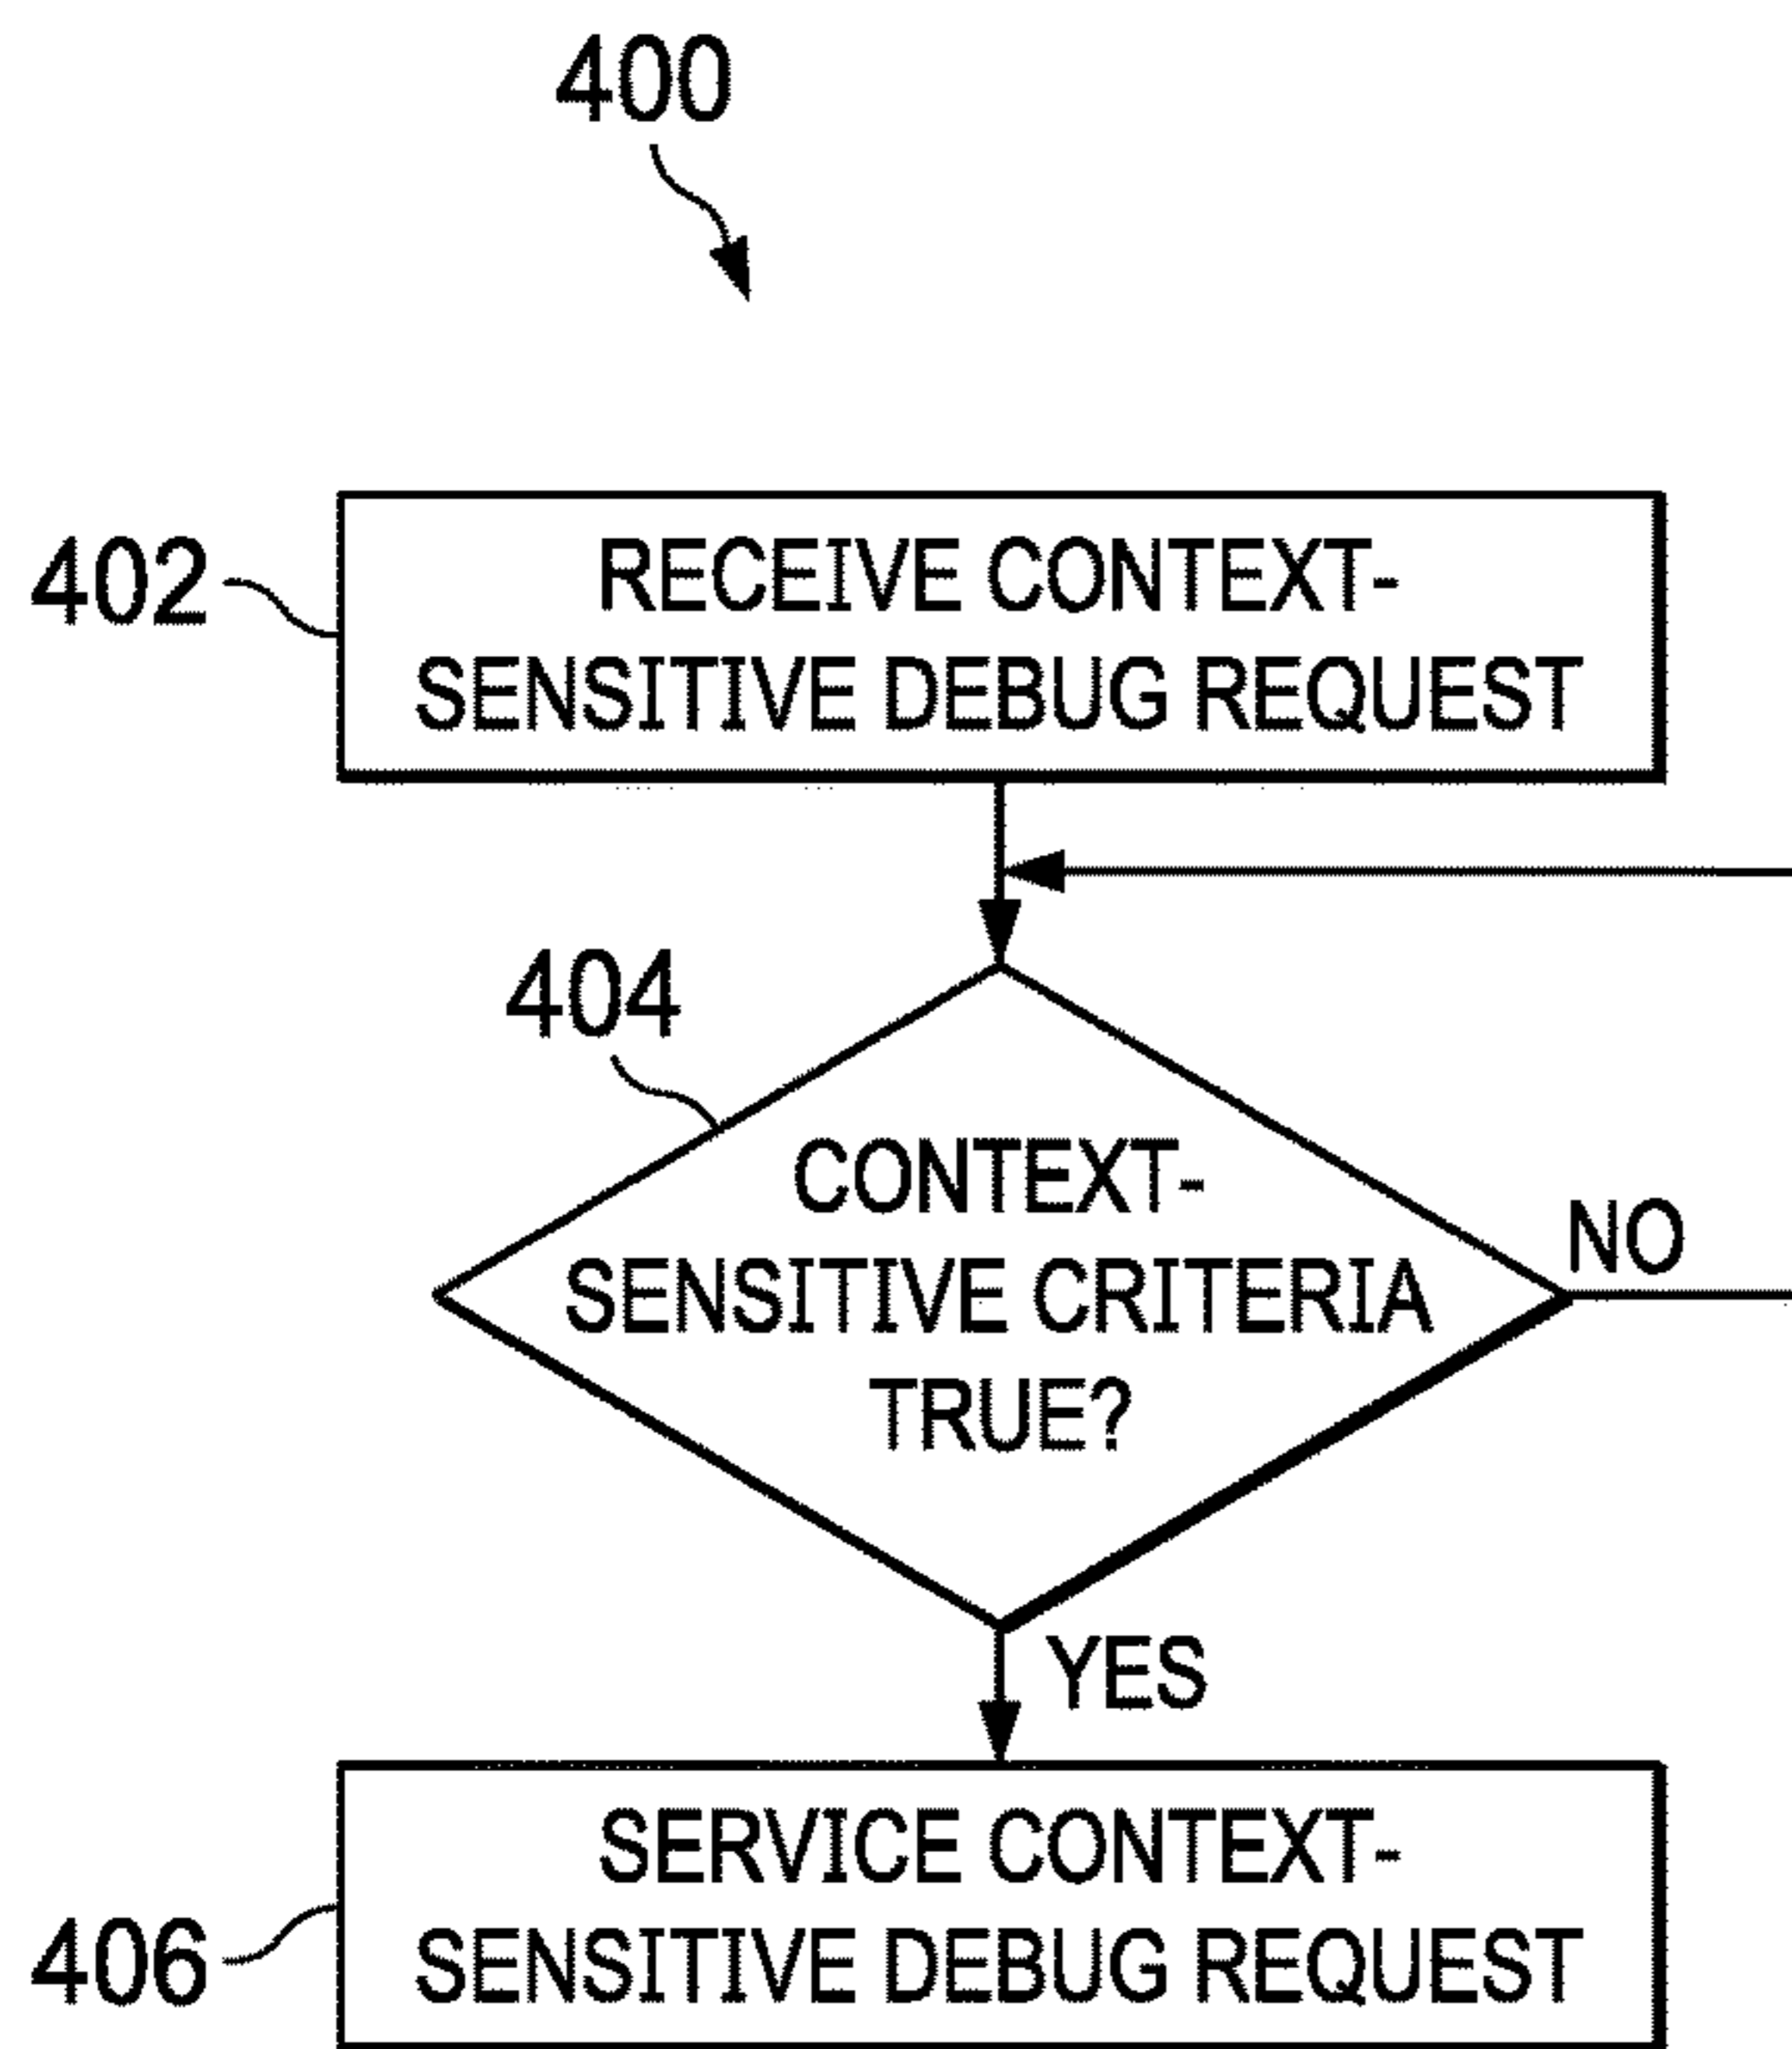 400
402
RECEIVE CONTEXT-
SENSITIVE DEBUG REQUEST
404
CONTEXT-
SENSITIVE CRITERIA
TRUE?
NO
YES
406
SERVICE CONTEXT-
SENSITIVE DEBUG REQUEST